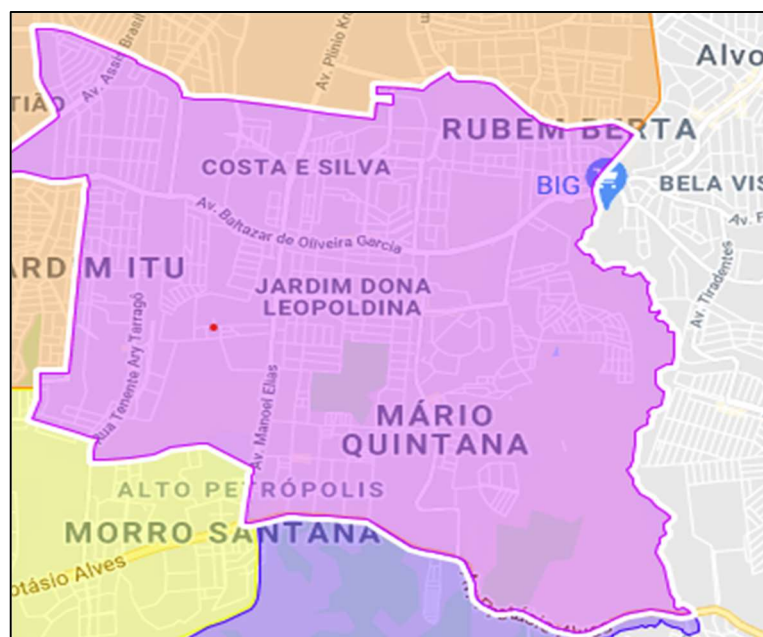 Av. Assis Brasil
Av. Plínio Kr
Alvo
TIÃO
RUBEM BERTA
COSTA E SILVA
BIG
BELA VIS
Av. Baltazar de Oliveira Garcia
Av. F
ARDIM ITU
JARDIM DONA
LEOPOLDINA
Av. Tiradentes
Rua Tenente Ary Tarragô
Av. Manoel Elias
MÁRIO
QUINTANA
ALTO PETRÓPOLIS
MORRO SANTANA
otásio Alves